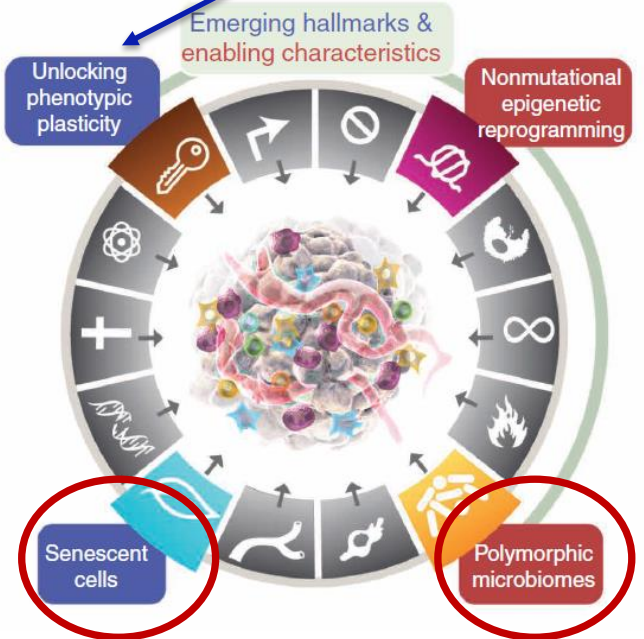 Emerging hallmarks &
enabling characteristics
Unlocking
phenotypic
plasticity
Nonmutational
epigenetic
reprogramming
Senescent
cells
Polymorphic
microbiomes